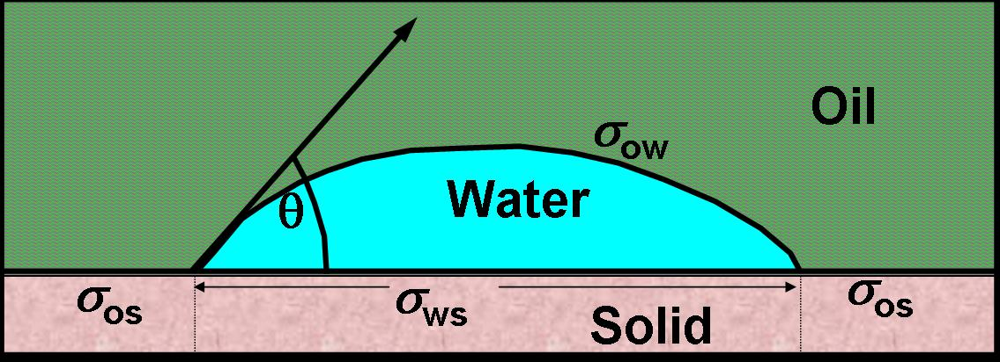 Oil
σow
Water
θ
σos
σws
σos
Solid